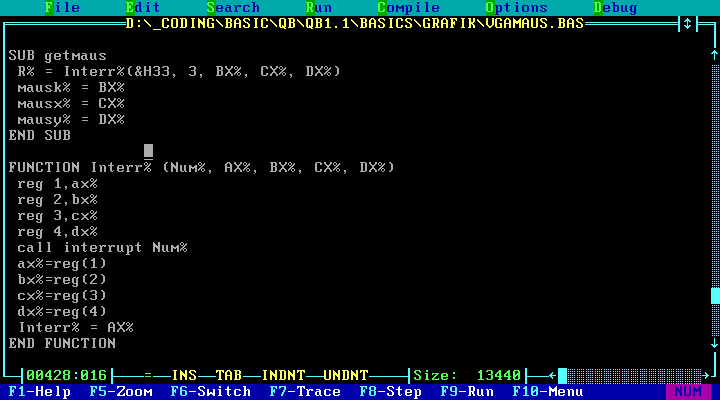 File Edit Search Run Compile Options Debug
D:\_CODING\BASIC\QB\QB1.1\BASICS\GRAFIK\VGAMAUS.BAS
SUB getmaus
R% = Interr%(&H33, 3, BX%, CX%, DX%)
mausk% = BX%
mausx% = CX%
mausy% = DX%
END SUB
FUNCTION Interr% (Num%, AX%, BX%, CX%, DX%)
reg 1,ax%
reg 2,bx%
reg 3,cx%
reg 4,dx%
call interrupt Num%
ax%=reg(1)
bx%=reg(2)
cx%=reg(3)
dx%=reg(4)
Interr% = AX%
END FUNCTION
00428:016 = INS TAB INDNT UNDNT Size: 13440
F1-Help F5-Zoom F6-Switch F7-Trace F8-Step F9-Run F10-Menu NUM